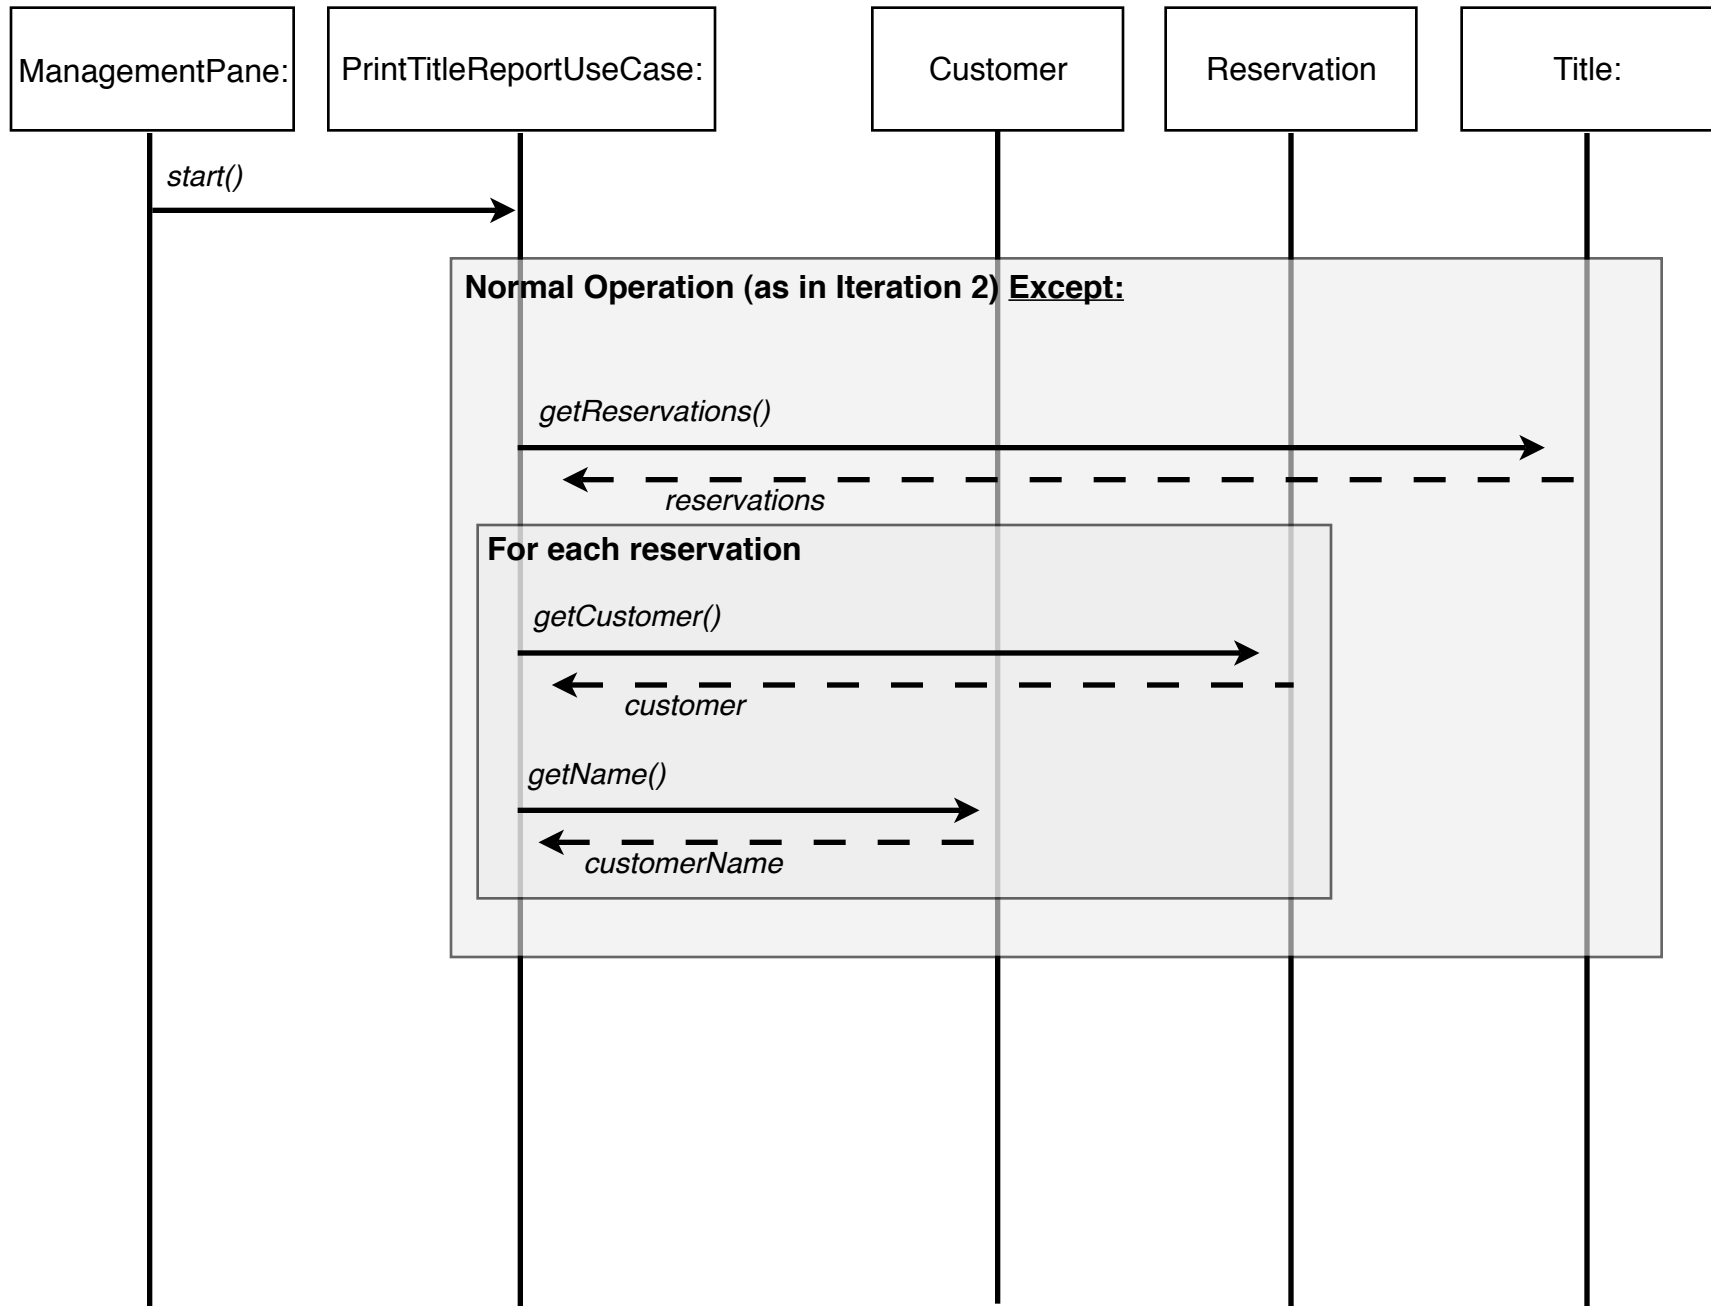 ManagementPane:
PrintTitleReportUseCase:
Customer
Reservation
Title:
start()
Normal Operation (as in Iteration 2) Except:
getReservations()
reservations
For each reservation
getCustomer()
customer
getName()
customerName